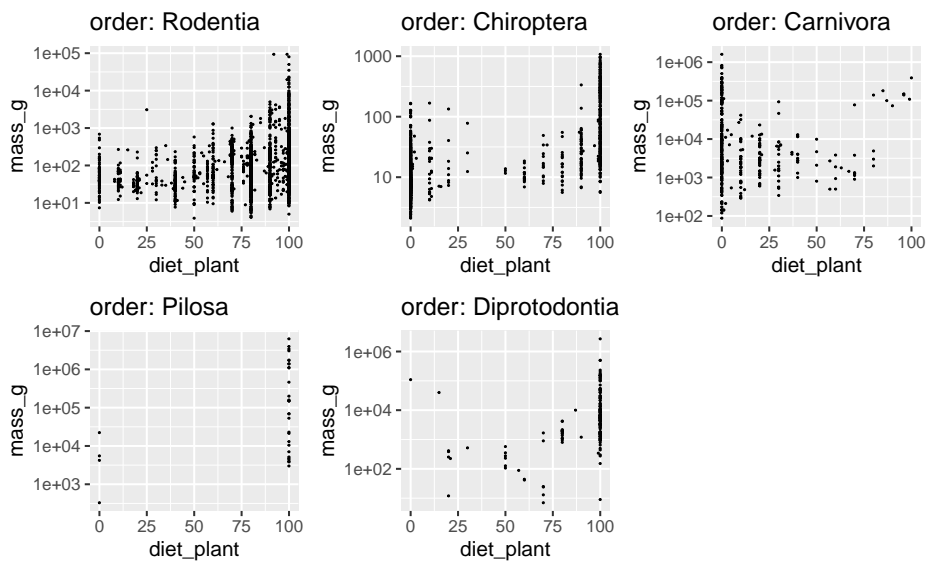 order: Rodentia
1e+05
1e+04
1e+03
1e+02
1e+01
mass_g
0 25 50 75 100
diet_plant
order: Chiroptera
1000
100
10
mass_g
0 25 50 75 100
diet_plant
order: Carnivora
1e+06
1e+05
1e+04
1e+03
1e+02
mass_g
0 25 50 75 100
diet_plant
order: Pilosa
1e+07
1e+06
1e+05
1e+04
1e+03
mass_g
0 25 50 75 100
diet_plant
order: Diprotodontia
1e+06
1e+04
1e+02
mass_g
0 25 50 75 100
diet_plant